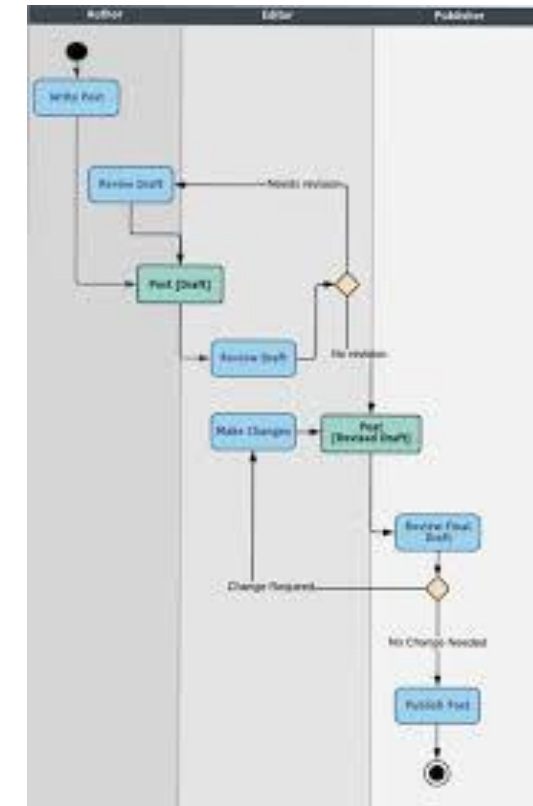 Author
Editor
Publisher
Write Post
Review Draft
Needs revision
Post [Draft]
Review Draft
No revision
Make Changes
Post
[Revised Draft]
Review Final
Draft
Change Required
No Change Needed
Publish Post